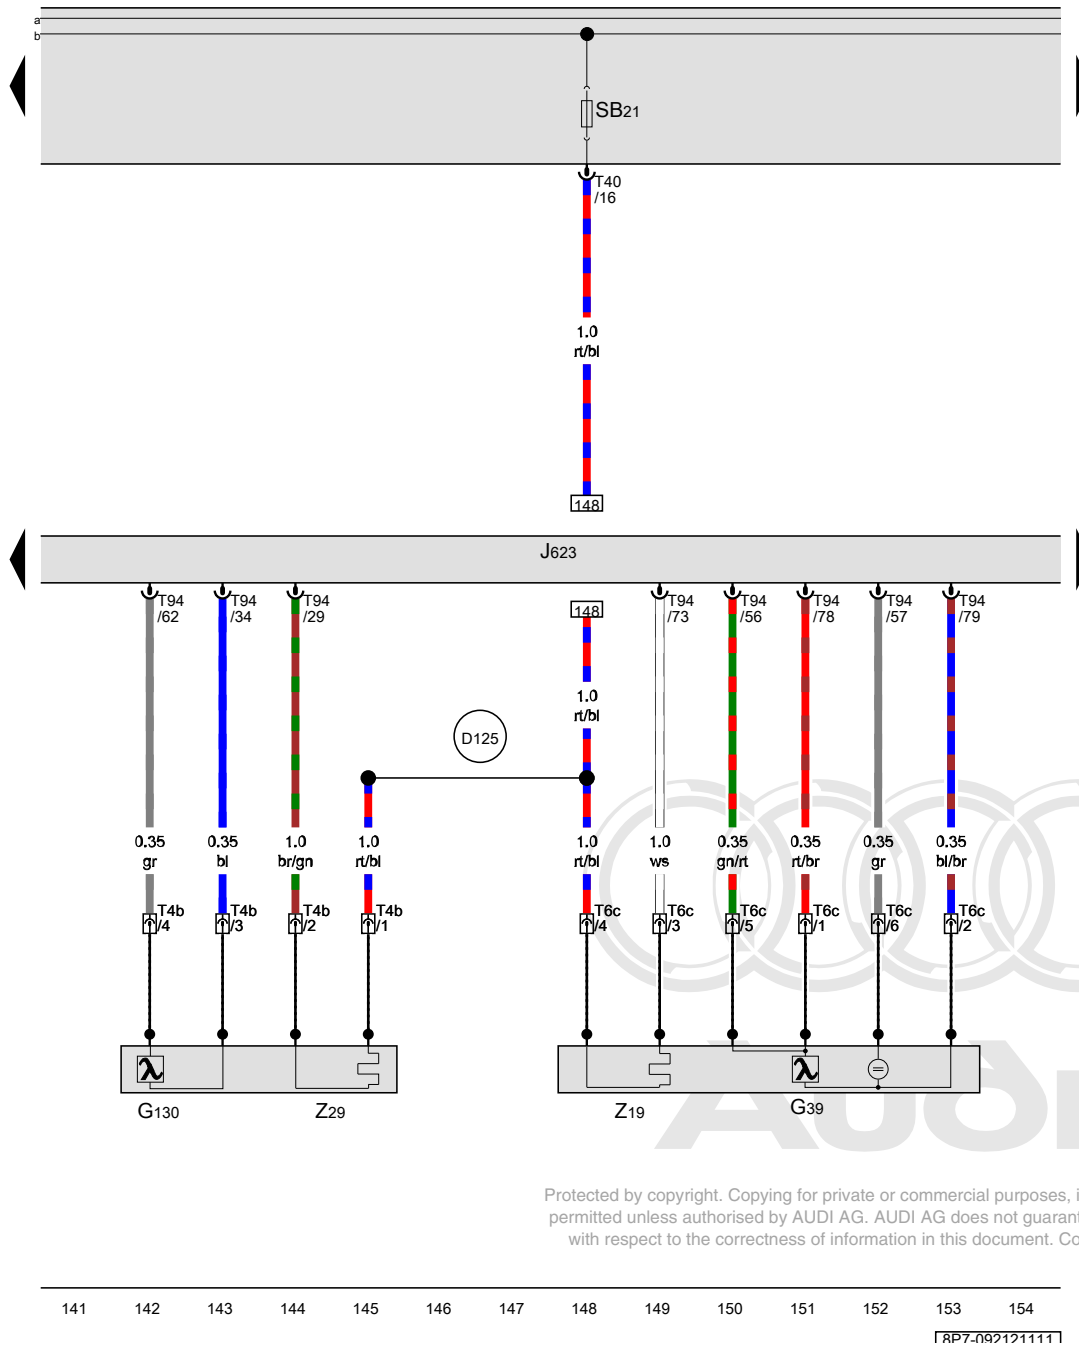 a
b
SB21
T40
/16
1.0
rt/bl
148
J623
T94
/62
T94
/34
T94
/29
148
T94
/73
T94
/56
T94
/78
T94
/57
T94
/79
1.0
rt/bl
D125
0.35
gr
0.35
bl
1.0
br/gn
1.0
rt/bl
1.0
rt/bl
1.0
ws
0.35
gn/rt
0.35
rt/br
0.35
gr
0.35
bl/br
T4b
/4
T4b
/3
T4b
/2
T4b
/1
T6c
/4
T6c
/3
T6c
/5
T6c
/1
T6c
/6
T6c
/2
λ
λ
G130
Z29
Z19
G39
Audi
Protected by copyright. Copying for private or commercial purposes, i
permitted unless authorised by AUDI AG. AUDI AG does not guarant
with respect to the correctness of information in this document. Co
141 142 143 144 145 146 147 148 149 150 151 152 153 154
8P7-092121111